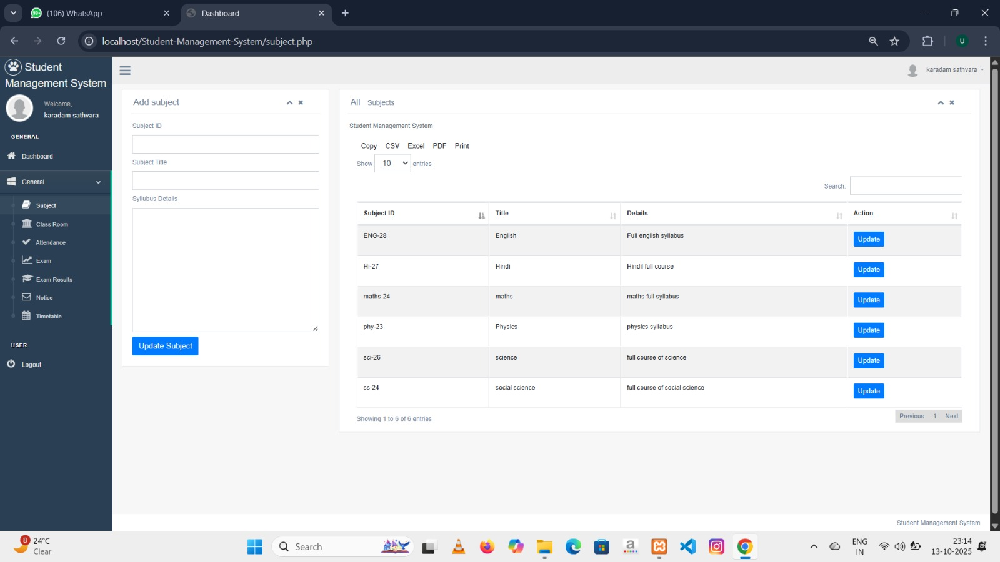 99+ (106) WhatsApp
Dashboard
localhost/Student-Management-System/subject.php
U
Student
Management System
Welcome,
karadam sathvara
GENERAL
Dashboard
General
Subject
Class Room
Attendance
Exam
Exam Results
Notice
Timetable
USER
Logout
karadam sathvara
Add subject
Subject ID
Subject Title
Syllubus Details
Update Subject
All Subjects
Student Management System
Copy CSV Excel PDF Print
Show 10 entries
Search:
Subject ID Title Details Action
ENG-28 English Full english syllabus Update
Hi-27 Hindi Hindil full course Update
maths-24 maths maths full syllabus Update
phy-23 Physics physics syllabus Update
sci-26 science full course of science Update
ss-24 social science full course of social science Update
Showing 1 to 6 of 6 entries
Previous 1 Next
Student Management System
8 24°C
Clear
Search
a
ENG
IN
23:14
13-10-2025